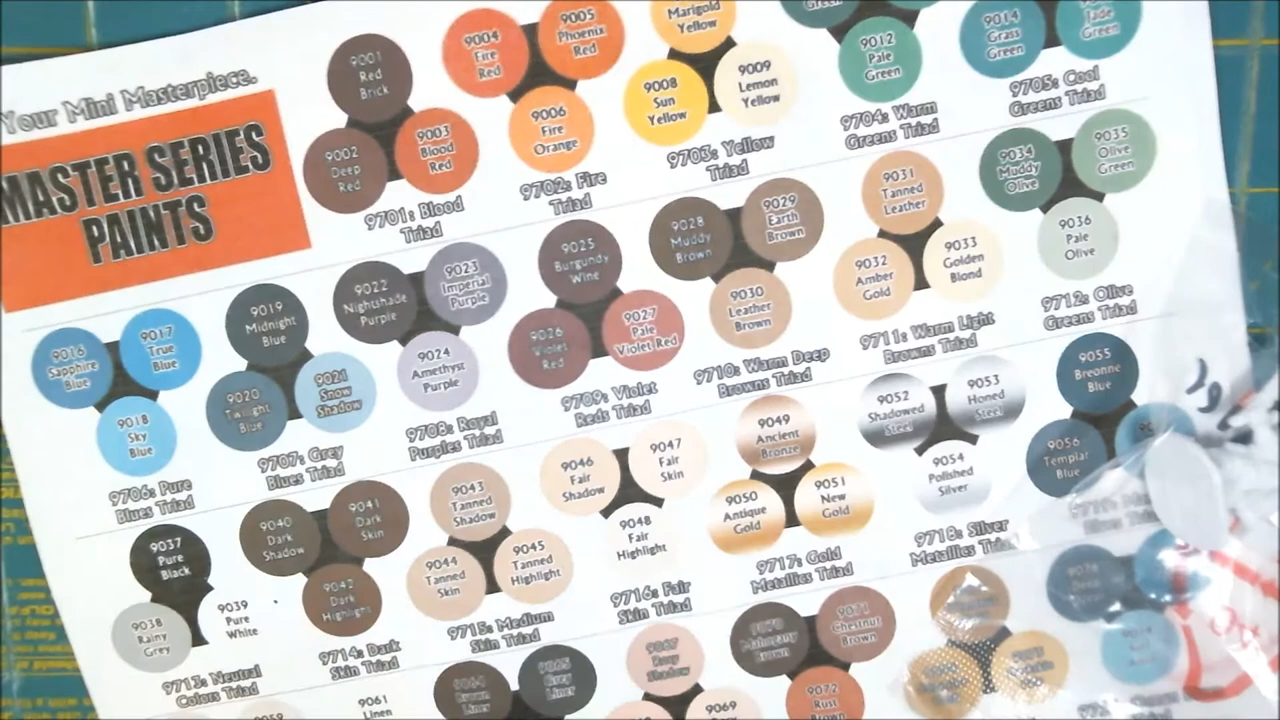 Your Mini Masterpiece.
MASTER SERIES
PAINTS
9001
Red
Brick
9002
Deep
Red
9003
Blood
Red
9701: Blood
Triad
9004
Fire
Red
9005
Phoenix
Red
9006
Fire
Orange
9702: Fire
Triad
Marigold
Yellow
9008
Sun
Yellow
9009
Lemon
Yellow
9703: Yellow
Triad
Green
9012
Pale
Green
9704: Warm
Greens Triad
9014
Grass
Green
Jade
Green
9705: Cool
Greens Triad
9016
Sapphire
Blue
9017
True
Blue
9018
Sky
Blue
9706: Pure
Blues Triad
9019
Midnight
Blue
9020
Twilight
Blue
9021
Snow
Shadow
9707: Grey
Blues Triad
9022
Nightshade
Purple
9023
Imperial
Purple
9024
Amethyst
Purple
9708: Royal
Purples Triad
9025
Burgundy
Wine
9026
Violet
Red
9027
Pale
Violet Red
9709: Violet
Reds Triad
9028
Muddy
Brown
9029
Earth
Brown
9030
Leather
Brown
9710: Warm Deep
Browns Triad
9031
Tanned
Leather
9032
Amber
Gold
9033
Golden
Blond
9711: Warm Light
Browns Triad
9034
Muddy
Olive
9035
Olive
Green
9036
Pale
Olive
9712: Olive
Greens Triad
9037
Pure
Black
9038
Rainy
Grey
9039
Pure
White
9713: Neutral
Colors Triad
9040
Dark
Shadow
9041
Dark
Skin
9042
Dark
Highlight
9714: Dark
Skin Triad
9043
Tanned
Shadow
9044
Tanned
Skin
9045
Tanned
Highlight
9715: Medium
Skin Triad
9046
Fair
Shadow
9047
Fair
Skin
9048
Fair
Highlight
9716: Fair
Skin Triad
9049
Ancient
Bronze
9050
Antique
Gold
9051
New
Gold
9717: Gold
Metallics Triad
9052
Shadowed
Steel
9053
Honed
Steel
9054
Polished
Silver
9718: Silver
Metallics Triad
9055
Breonne
Blue
9056
Templar
Blue
9059
9061
Linen
9064
Brown
Liner
9065
Grey
Liner
9067
Rosy
Shadow
9069
9070
Mahogany
Brown
9071
Chestnut
Brown
9072
Rust
Brown